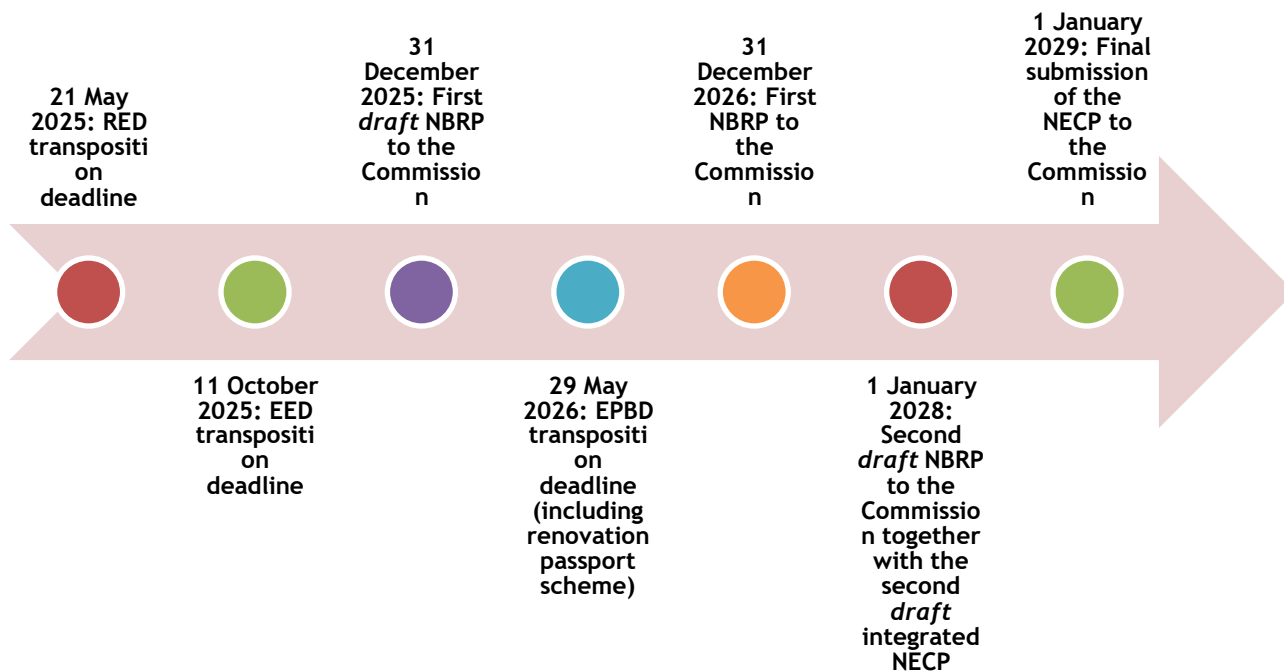 21 May
2025: RED
transpositi
on
deadline
11 October
2025: EED
transpositi
on
deadline
31
December
2025: First
draft NBRP
to the
Commissio
n
29 May
2026: EPBD
transpositi
on
deadline
(including
renovation
passport
scheme)
31
December
2026: First
NBRP to
the
Commissio
n
1 January
2028:
Second
draft NBRP
to the
Commissio
n together
with the
second
draft
integrated
NECP
1 January
2029: Final
submission
of the
NECP to
the
Commissio
n